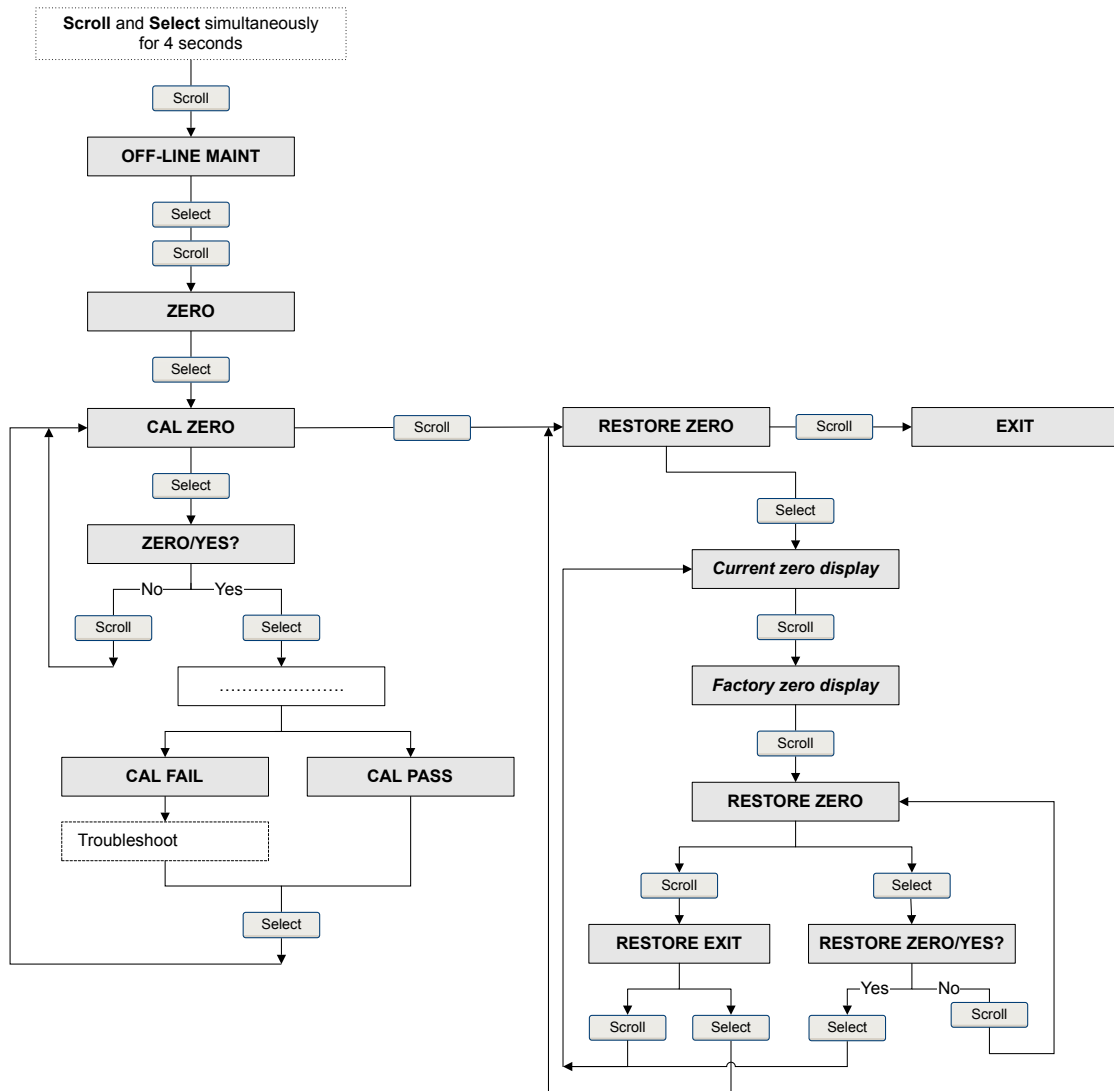 Scroll and Select simultaneously
for 4 seconds
Scroll
OFF-LINE MAINT
Select
Scroll
ZERO
Select
CAL ZERO
Scroll
RESTORE ZERO
Scroll
EXIT
Select
ZERO/YES?
No
Yes
Scroll
Select
.....................
CAL FAIL
CAL PASS
Troubleshoot
Select
Select
Current zero display
Scroll
Factory zero display
Scroll
RESTORE ZERO
Scroll
Select
RESTORE EXIT
RESTORE ZERO/YES?
Yes
No
Scroll
Select
Select
Scroll